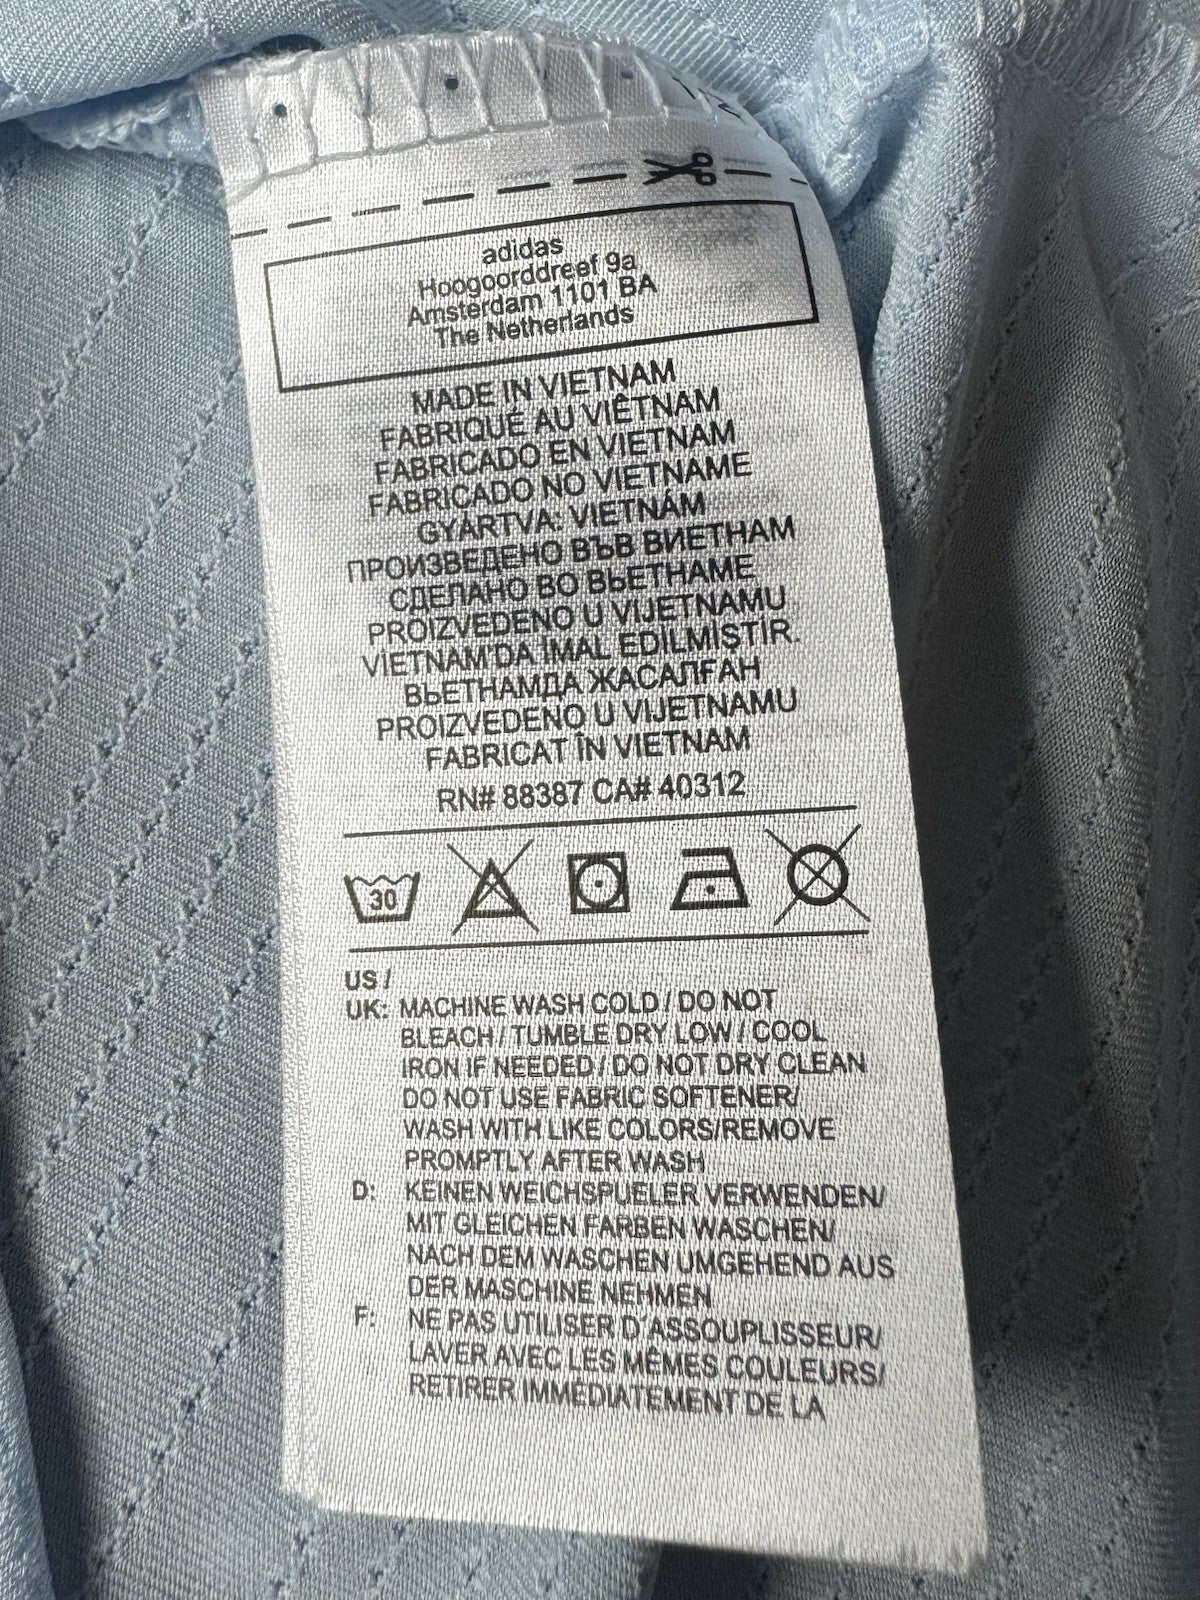 adidas
Hoogoorddreef 9a
Amsterdam 1101 BA
The Netherlands
MADE IN VIETNAM
FABRIQUÉ AU VIÊTNAM
FABRICADO EN VIETNAM
FABRICADO NO VIETNAME
GYÁRTVA: VIETNÁM
ПРОИЗВЕДЕНО ВЪВ ВИЕТНАМ
СДЕЛАНО ВО ВЬЕТНАМЕ
PROIZVEDENO U VIJETNAMU
VIETNAM'DA İMAL EDİLMİŞTİR.
ВЬЕТНАМДА ЖАСАЛҒАН
PROIZVEDENO U VIJETNAMU
FABRICAT ÎN VIETNAM
RN# 88387 CA# 40312
30
US /
UK: MACHINE WASH COLD / DO NOT
BLEACH / TUMBLE DRY LOW / COOL
IRON IF NEEDED / DO NOT DRY CLEAN
DO NOT USE FABRIC SOFTENER/
WASH WITH LIKE COLORS/REMOVE
PROMPTLY AFTER WASH
D: KEINEN WEICHSPUELER VERWENDEN/
MIT GLEICHEN FARBEN WASCHEN/
NACH DEM WASCHEN UMGEHEND AUS
DER MASCHINE NEHMEN
F: NE PAS UTILISER D'ASSOUPLISSEUR/
LAVER AVEC LES MÊMES COULEURS/
RETIRER IMMÉDIATEMENT DE LA